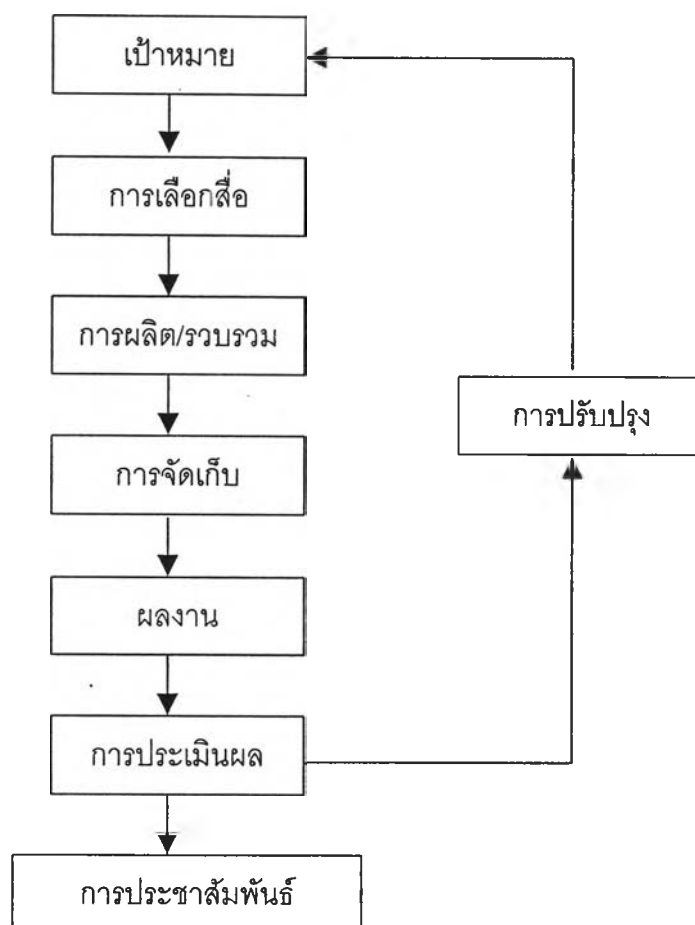 เป้าหมาย
การเลือกสื่อ
การผลิต/รวบรวม
การปรับปรุง
การจัดเก็บ
ผลงาน
การประเมินผล
การประชาสัมพันธ์